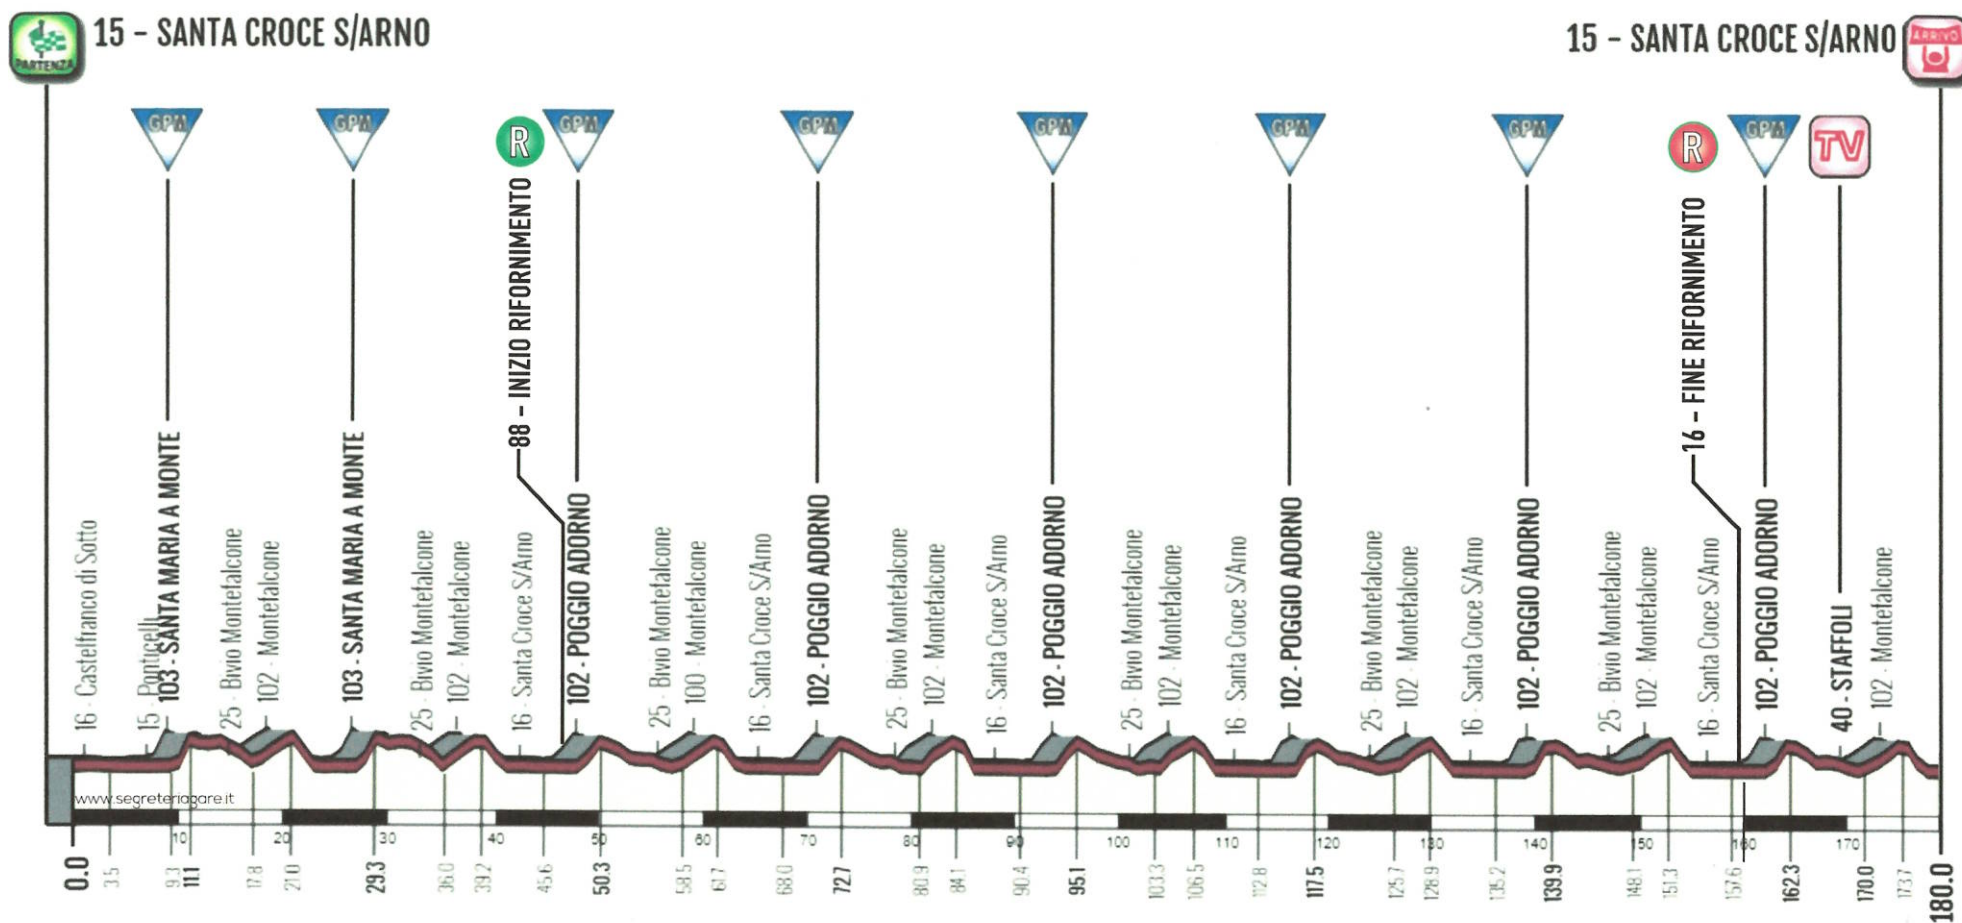 PARTENZA
15 - SANTA CROCE S/ARNO
15 - SANTA CROCE S/ARNO
ARRIVO
GPM
GPM
R
GPM
GPM
GPM
GPM
GPM
R
GPM
TV
16 - Castelfranco di Sotto
15 - Ponticelli
103 - SANTA MARIA A MONTE
25 - Bivio Montefalcone
102 - Montefalcone
103 - SANTA MARIA A MONTE
25 - Bivio Montefalcone
102 - Montefalcone
16 - Santa Croce S/Arno
88 - INIZIO RIFORNIMENTO
102 - POGGIO ADORNO
25 - Bivio Montefalcone
100 - Montefalcone
16 - Santa Croce S/Arno
102 - POGGIO ADORNO
25 - Bivio Montefalcone
102 - Montefalcone
16 - Santa Croce S/Arno
102 - POGGIO ADORNO
25 - Bivio Montefalcone
102 - Montefalcone
16 - Santa Croce S/Arno
102 - POGGIO ADORNO
25 - Bivio Montefalcone
102 - Montefalcone
16 - Santa Croce S/Arno
102 - POGGIO ADORNO
25 - Bivio Montefalcone
102 - Montefalcone
16 - Santa Croce S/Arno
16 - FINE RIFORNIMENTO
102 - POGGIO ADORNO
40 - STAFFOLI
102 - Montefalcone
www.segreteriagare.it
10 20 30 40 50 60 70 80 90 100 110 120 130 140 150 160 170
0.0
3.5
9.3
11.1
17.8
21.0
29.3
36.0
39.2
45.6
50.3
58.5
61.7
68.0
72.7
80.9
84.1
90.4
95.1
103.3
106.5
112.8
117.5
125.7
128.9
135.2
139.9
148.1
151.3
157.6
162.3
170.0
173.7
180.0